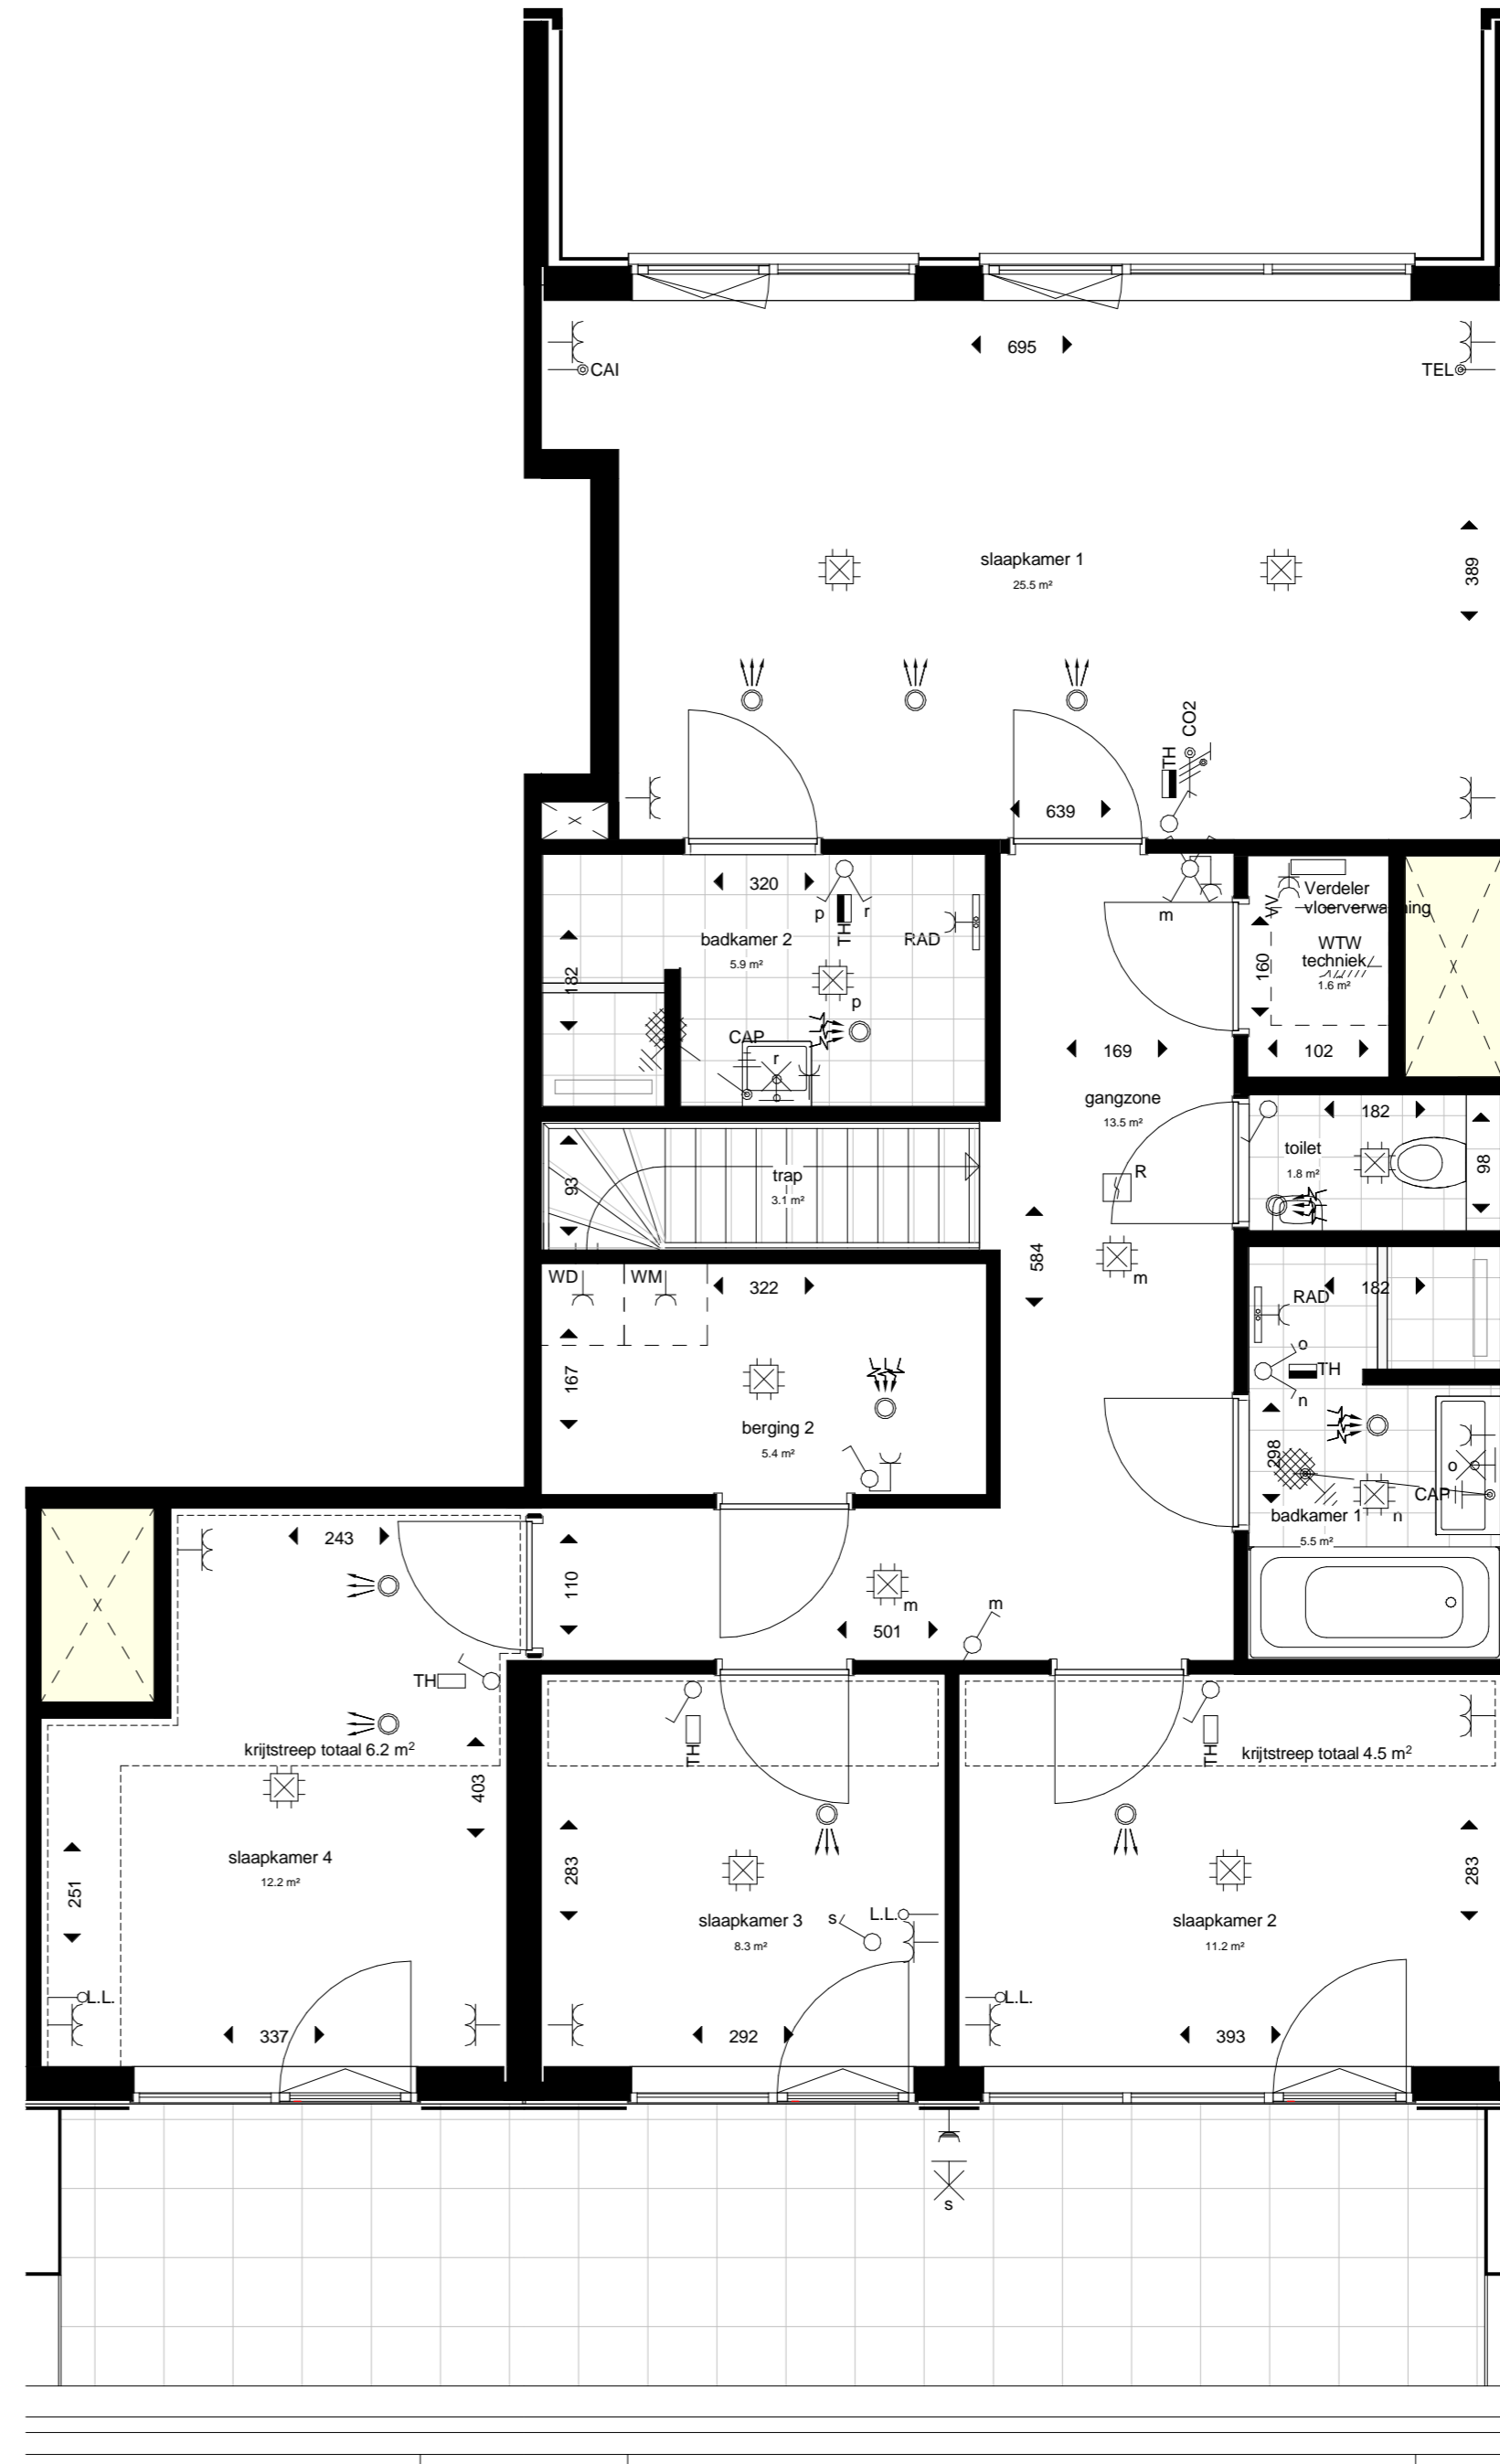 695
CAI
TEL
slaapkamer 1
25.5 m²
389
CO2
TH
639
320
p
r
TH
m
VV
Verdeler
vloerverwarming
badkamer 2
5.9 m²
RAD
182
160
WTW
techniek
1.6 m²
p
CAP
r
169
102
gangzone
13.5 m²
182
toilet
1.8 m²
98
trap
3.1 m²
93
R
584
m
WD
WM
322
182
RAD
o
TH
n
167
berging 2
5.4 m²
298
o
CAP
badkamer 1
n
5.5 m²
243
110
m
501
m
TH
krijtstreep totaal 6.2 m²
TH
TH
krijtstreep totaal 4.5 m²
403
slaapkamer 4
12.2 m²
251
283
283
slaapkamer 3
8.3 m²
s
L.L.
slaapkamer 2
11.2 m²
L.L.
L.L.
337
292
393
s